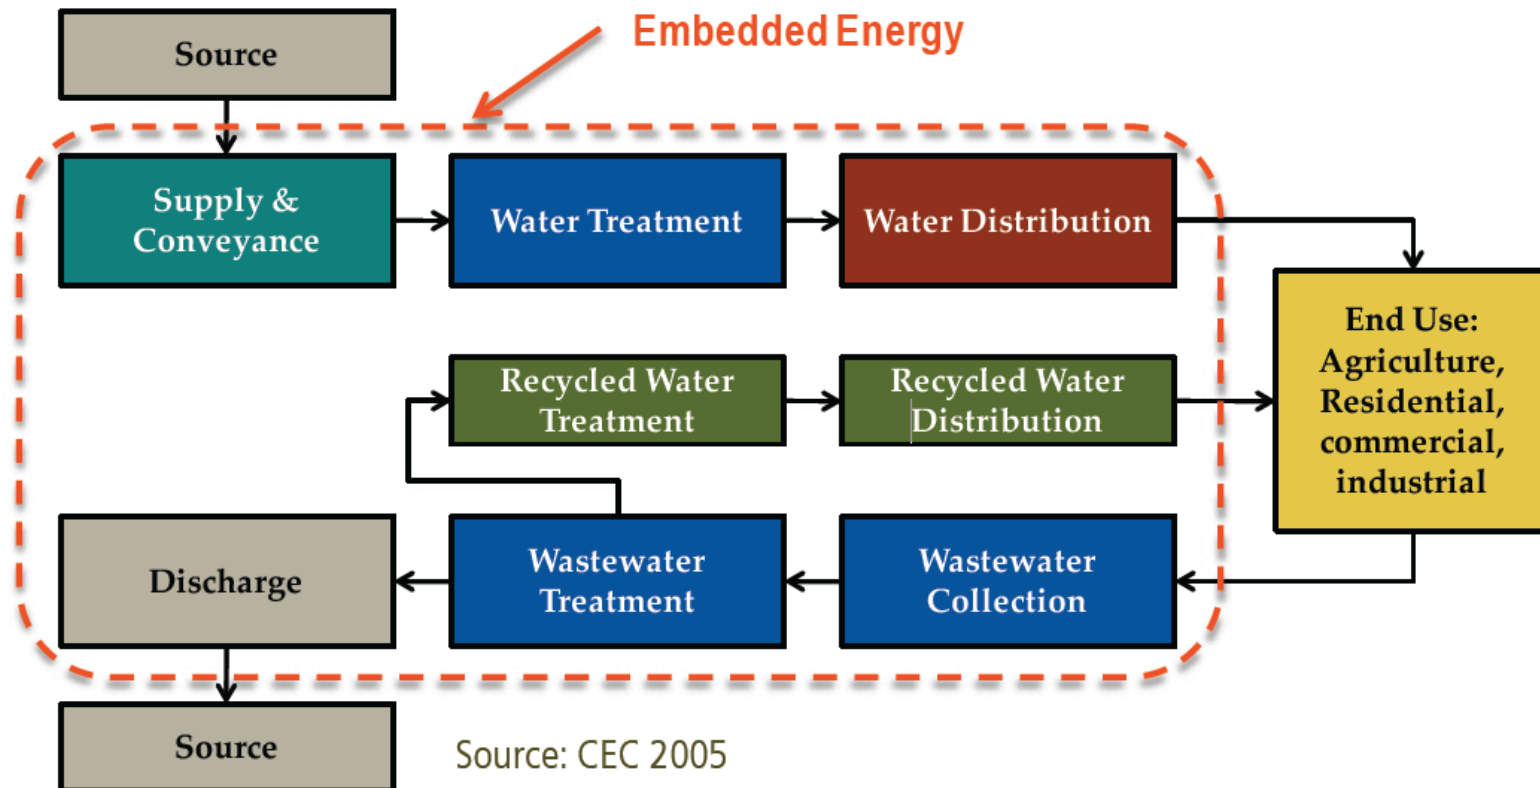 Embedded Energy
Source
Supply &
Conveyance
Water Treatment
Water Distribution
End Use:
Agriculture,
Residential,
commercial,
industrial
Recycled Water
Treatment
Recycled Water
Distribution
Discharge
Wastewater
Treatment
Wastewater
Collection
Source
Source: CEC 2005